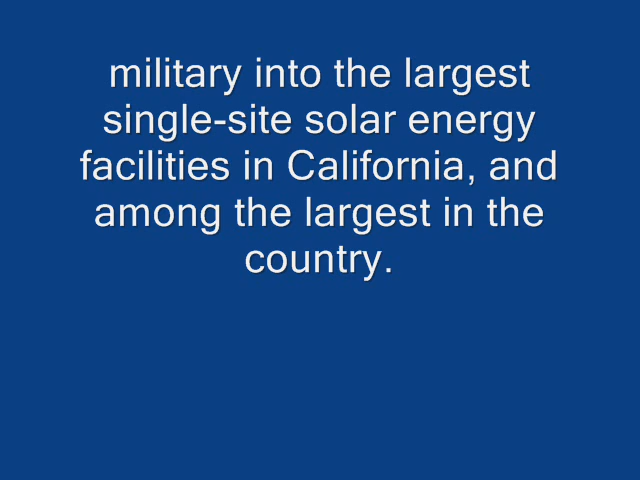 military into the largest
single-site solar energy
facilities in California, and
among the largest in the
country.